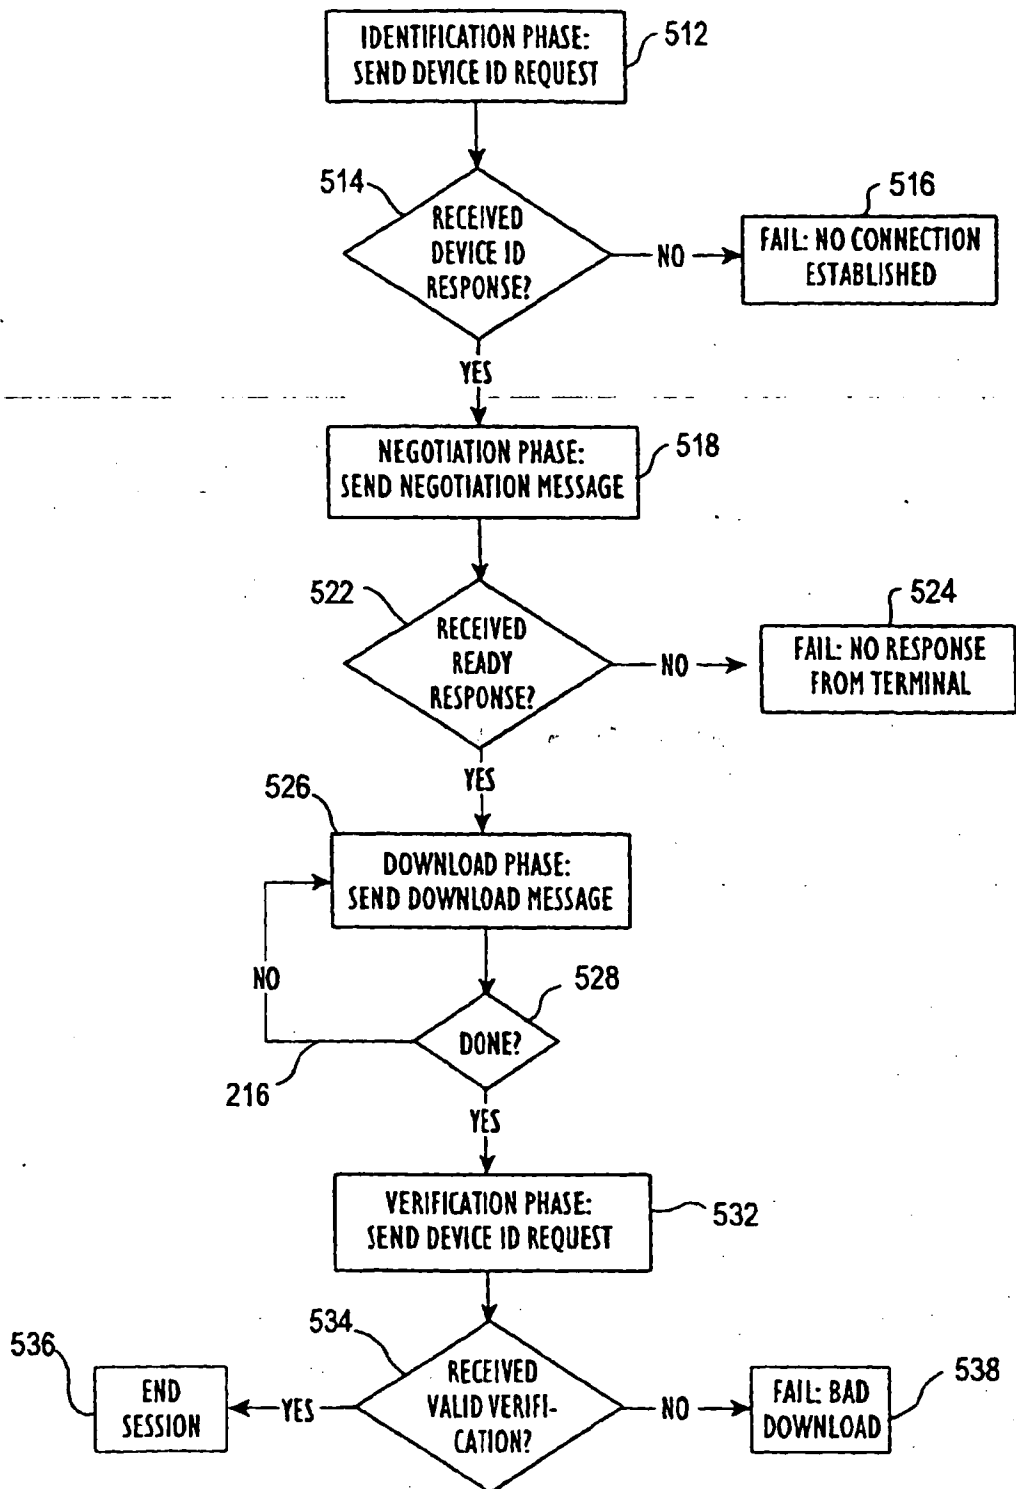 IDENTIFICATION PHASE:
SEND DEVICE ID REQUEST
512
514
RECEIVED
DEVICE ID
RESPONSE?
NO
516
FAIL: NO CONNECTION
ESTABLISHED
YES
NEGOTIATION PHASE:
SEND NEGOTIATION MESSAGE
518
522
RECEIVED
READY
RESPONSE?
NO
524
FAIL: NO RESPONSE
FROM TERMINAL
YES
526
DOWNLOAD PHASE:
SEND DOWNLOAD MESSAGE
NO
528
DONE?
216
YES
VERIFICATION PHASE:
SEND DEVICE ID REQUEST
532
534
RECEIVED
VALID VERIFI-
CATION?
536
END
SESSION
YES
NO
FAIL: BAD
DOWNLOAD
538